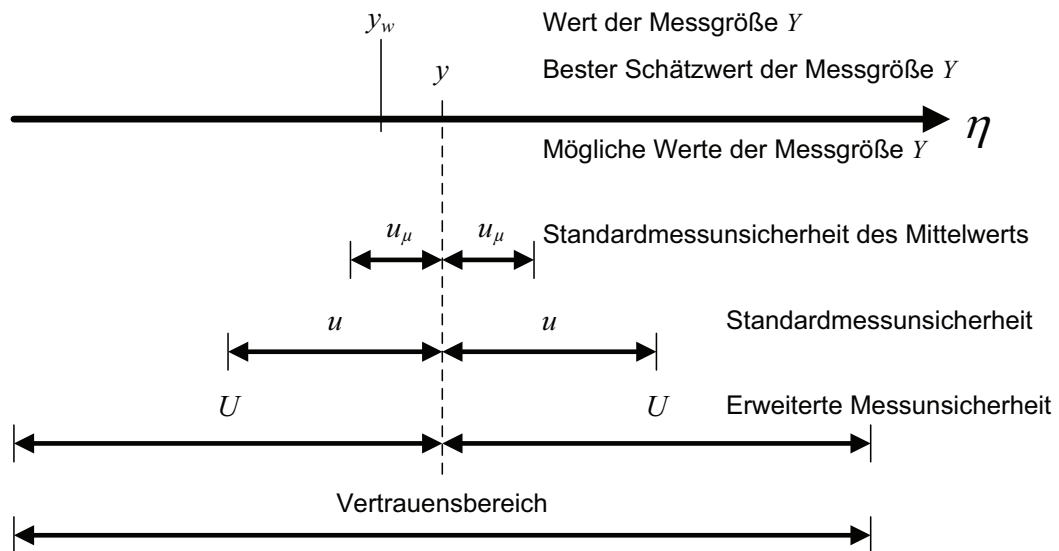 y_w Wert der Messgröße Y
y Bester Schätzwert der Messgröße Y
η
Mögliche Werte der Messgröße Y
u_μ u_μ Standardmessunsicherheit des Mittelwerts
u u Standardmessunsicherheit
U U Erweiterte Messunsicherheit
Vertrauensbereich